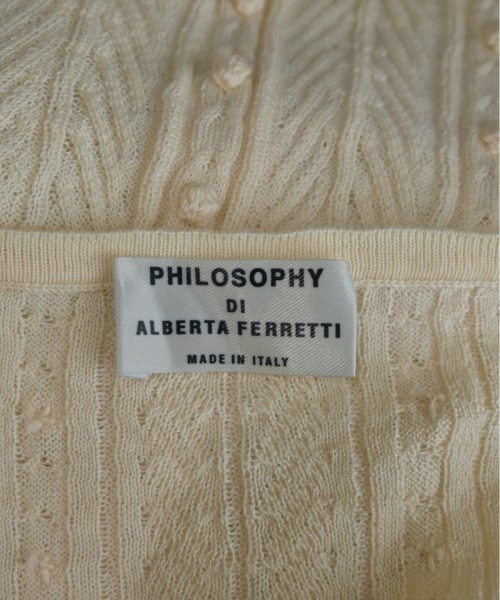 PHILOSOPHY
DI
ALBERTA FERRETTI
MADE IN ITALY